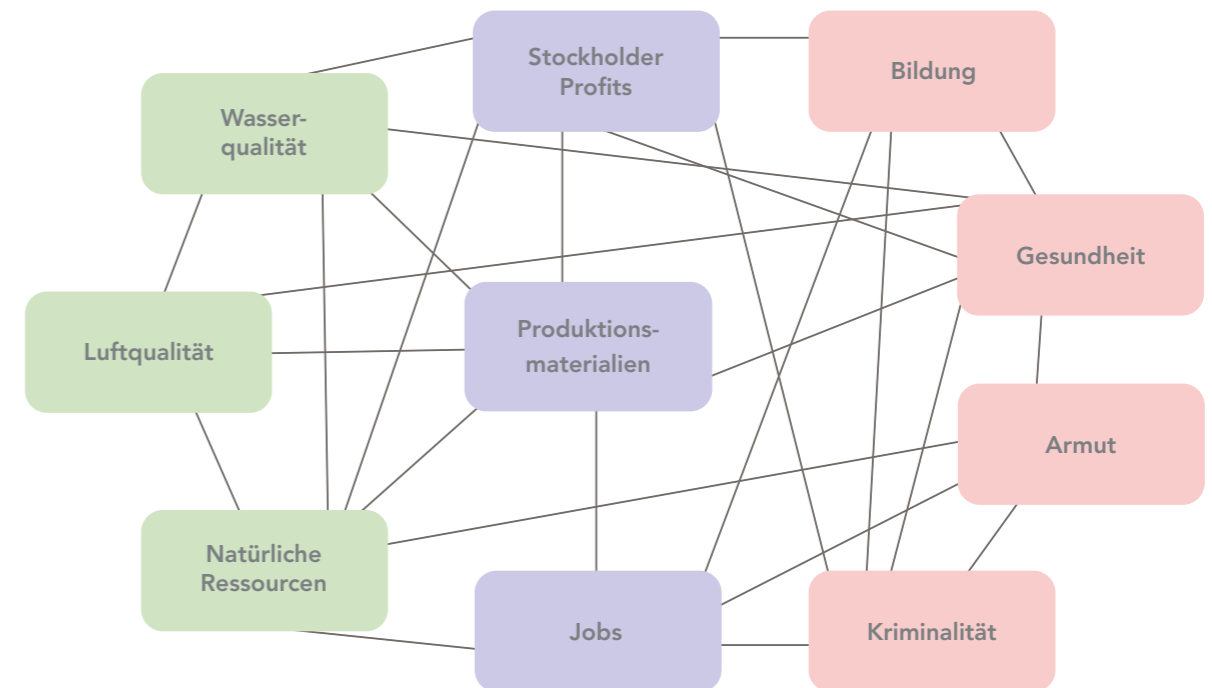 Stockholder
Profits
Bildung
Wasser-
qualität
Gesundheit
Luftqualität
Produktions-
materialien
Armut
Natürliche
Ressourcen
Jobs
Kriminalität